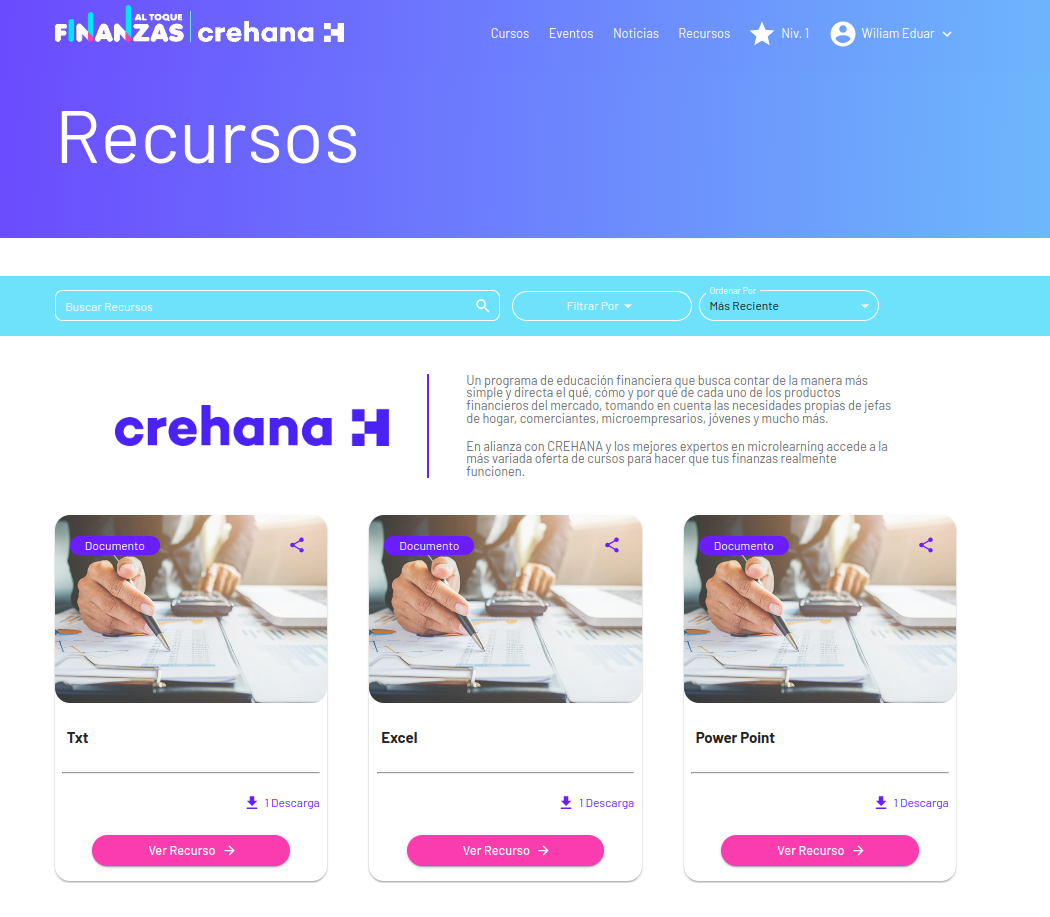 FINANZAS AL TOQUE crehana
Cursos Eventos Noticias Recursos Niv. 1 Wiliam Eduar
Recursos
Buscar Recursos Filtrar Por Ordenar Por Más Reciente
crehana
Un programa de educación financiera que busca contar de la manera más
simple y directa el qué, cómo y por qué de cada uno de los productos
financieros del mercado, tomando en cuenta las necesidades propias de jefas
de hogar, comerciantes, microempresarios, jóvenes y mucho más.
En alianza con CREHANA y los mejores expertos en microlearning accede a la
más variada oferta de cursos para hacer que tus finanzas realmente
funcionen.
Documento Documento Documento
Txt Excel Power Point
1 Descarga 1 Descarga 1 Descarga
Ver Recurso Ver Recurso Ver Recurso